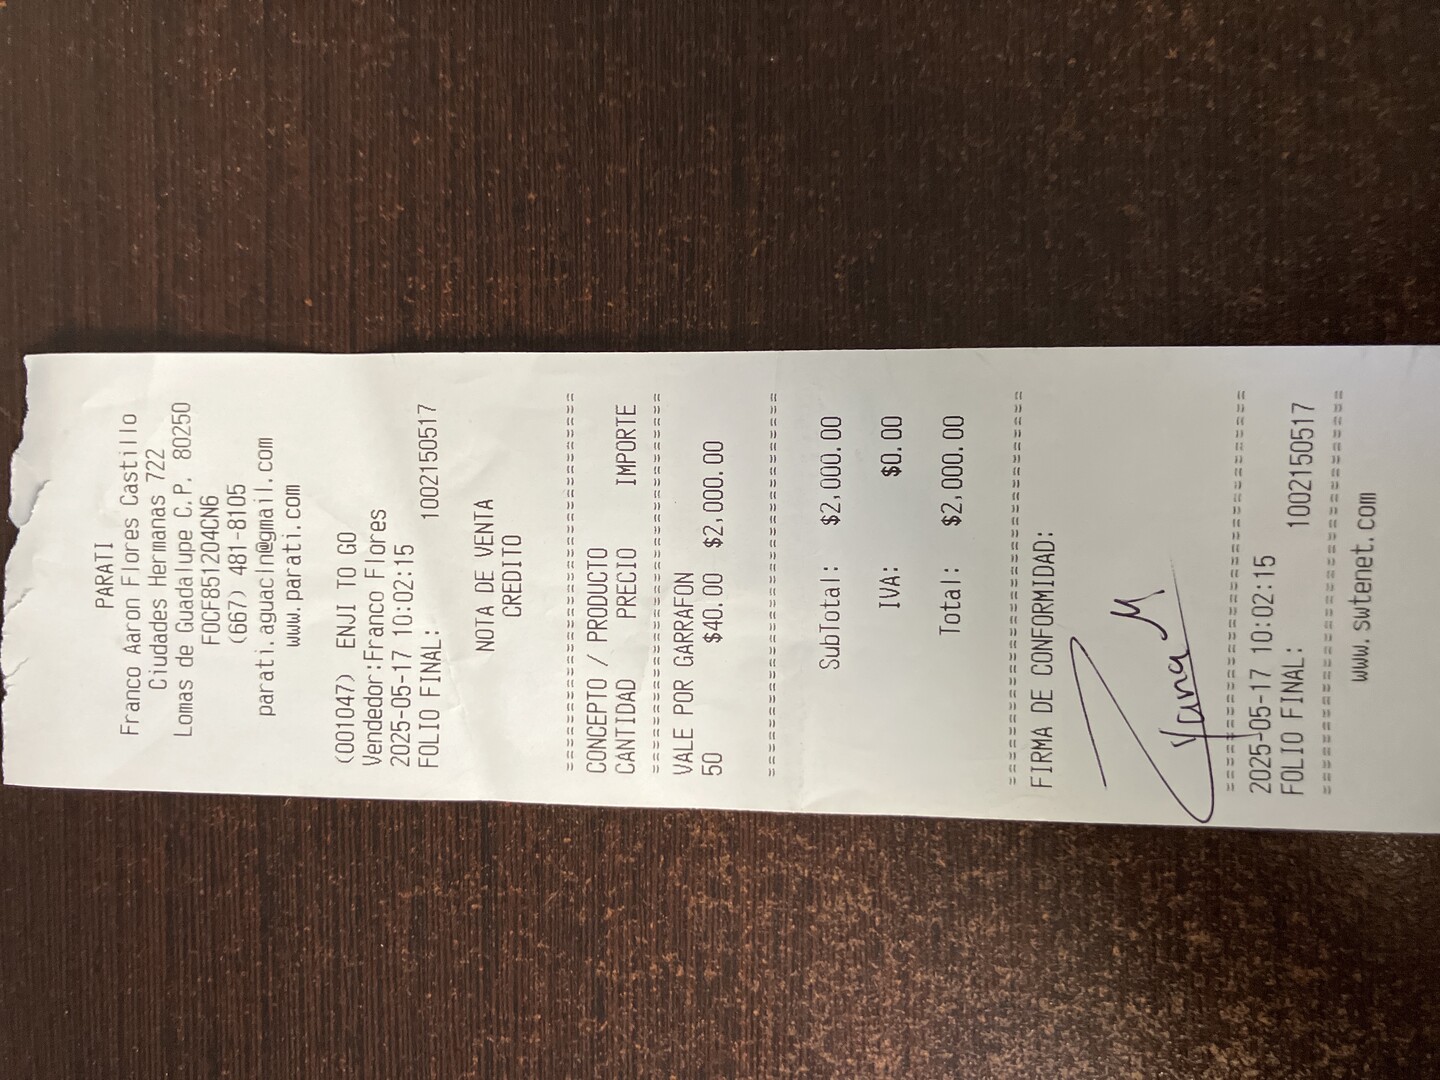 PARATI
Franco Aaron Flores Castillo
Ciudades Hermanas 722
Lomas de Guadalupe C.P. 80250
FOCF851204CN6
(667) 481-8105
parati.aguacln@gmail.com
www.parati.com
(001047) ENJI TO GO
Vendedor:Franco Flores
2025-05-17 10:02:15
FOLIO FINAL: 1002150517
NOTA DE VENTA
CREDITO
==============================
CONCEPTO / PRODUCTO
CANTIDAD PRECIO IMPORTE
==============================
VALE POR GARRAFON
50 $40.00 $2,000.00
==============================
SubTotal: $2,000.00
IVA: $0.00
Total: $2,000.00
==============================
FIRMA DE CONFORMIDAD:
Yana M
==============================
2025-05-17 10:02:15
FOLIO FINAL: 1002150517
==============================
www.swtenet.com